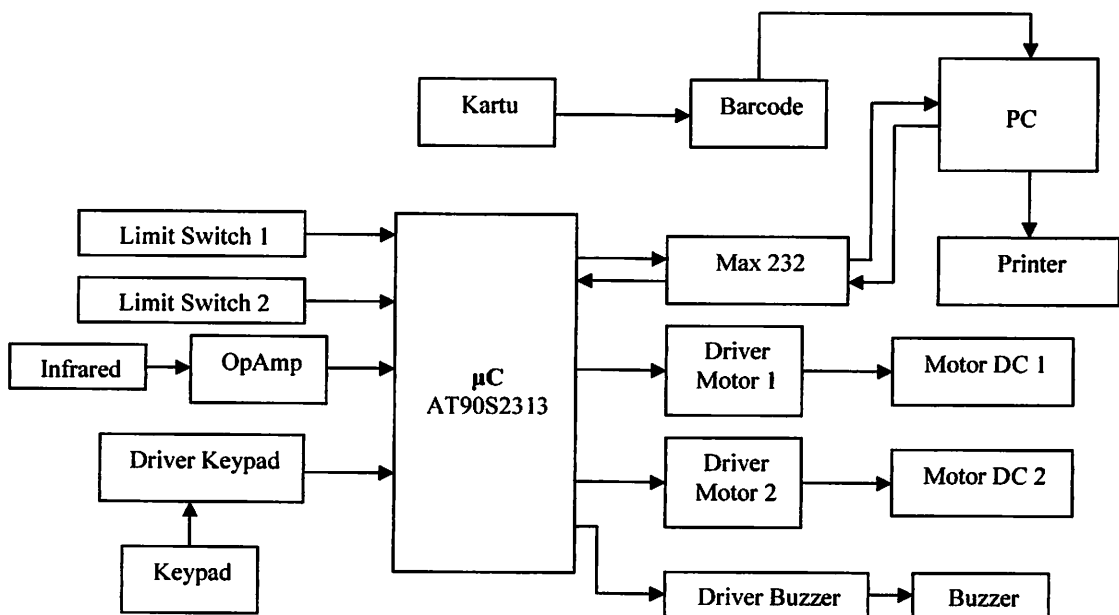 Kartu
Barcode
PC
Limit Switch 1
Max 232
Printer
Limit Switch 2
Infrared
OpAmp
µC
AT90S2313
Driver
Motor 1
Motor DC 1
Driver Keypad
Driver
Motor 2
Motor DC 2
Keypad
Driver Buzzer
Buzzer